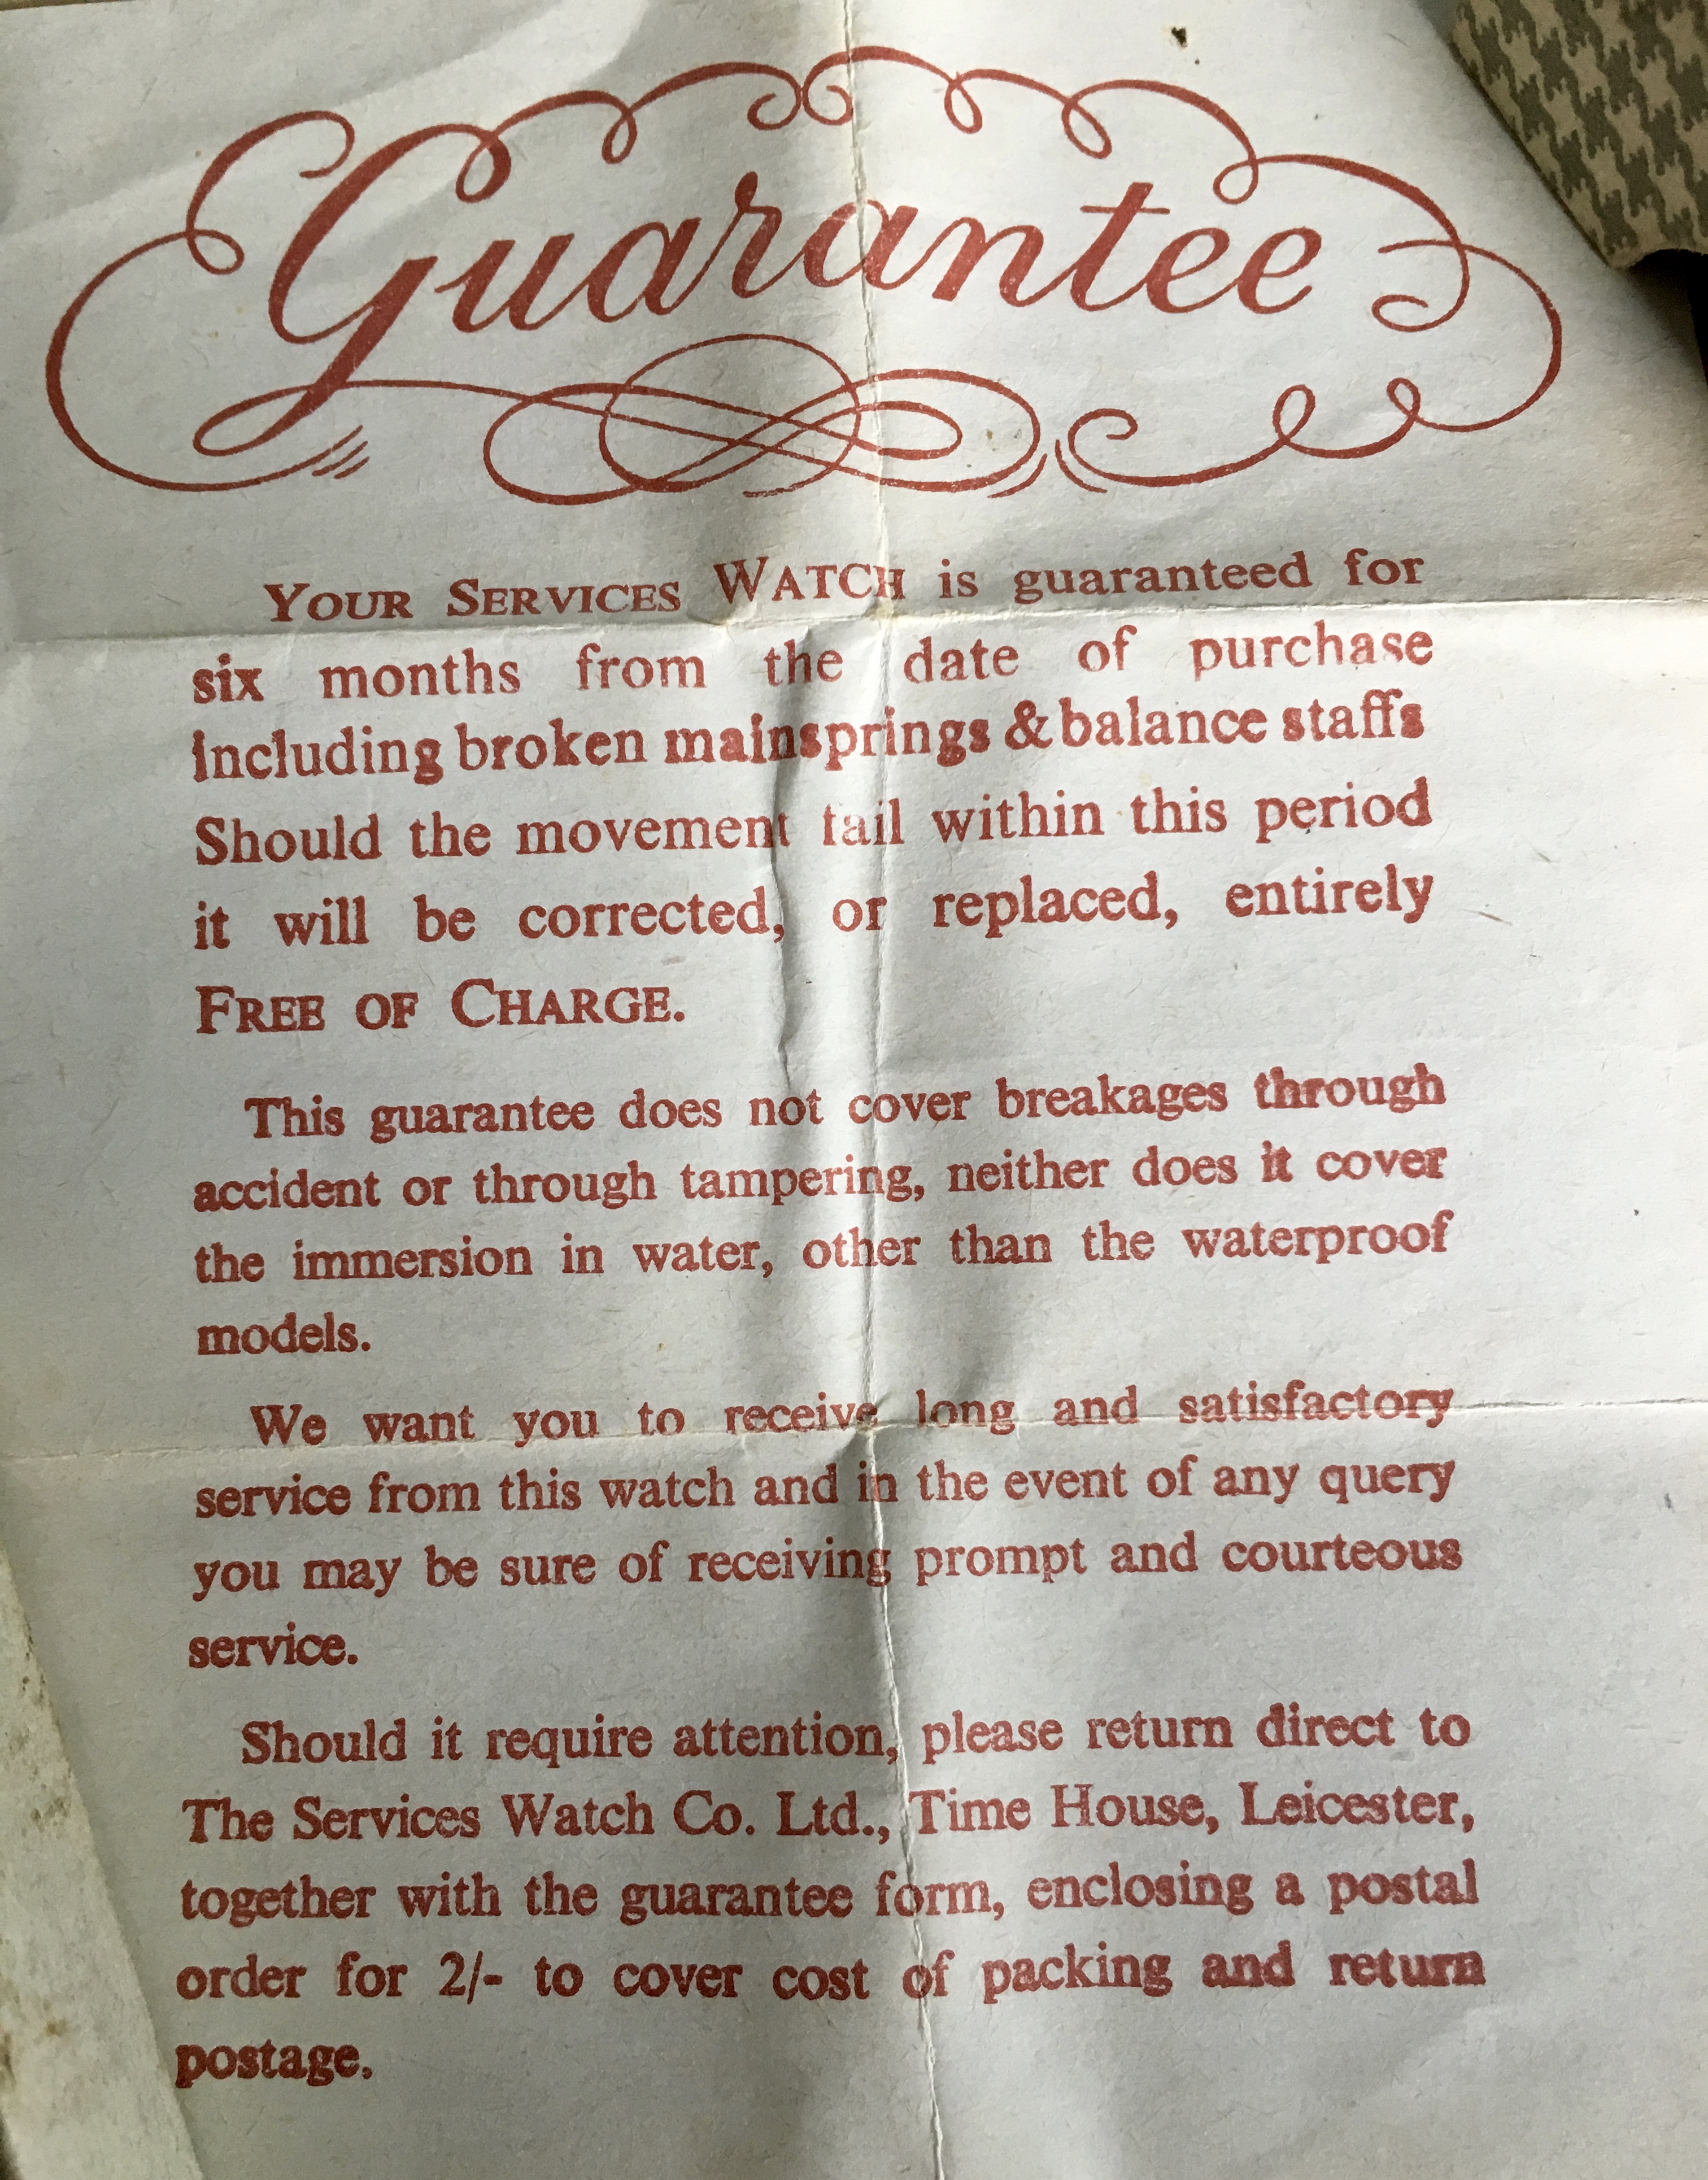 Guarantee
YOUR SERVICES WATCH is guaranteed for
six months from the date of purchase
including broken mainsprings & balance staffs
Should the movement fail within this period
it will be corrected, or replaced, entirely
FREE OF CHARGE.
This guarantee does not cover breakages through
accident or through tampering, neither does it cover
the immersion in water, other than the waterproof
models.
We want you to receive long and satisfactory
service from this watch and in the event of any query
you may be sure of receiving prompt and courteous
service.
Should it require attention, please return direct to
The Services Watch Co. Ltd., Time House, Leicester,
together with the guarantee form, enclosing a postal
order for 2/- to cover cost of packing and return
postage.